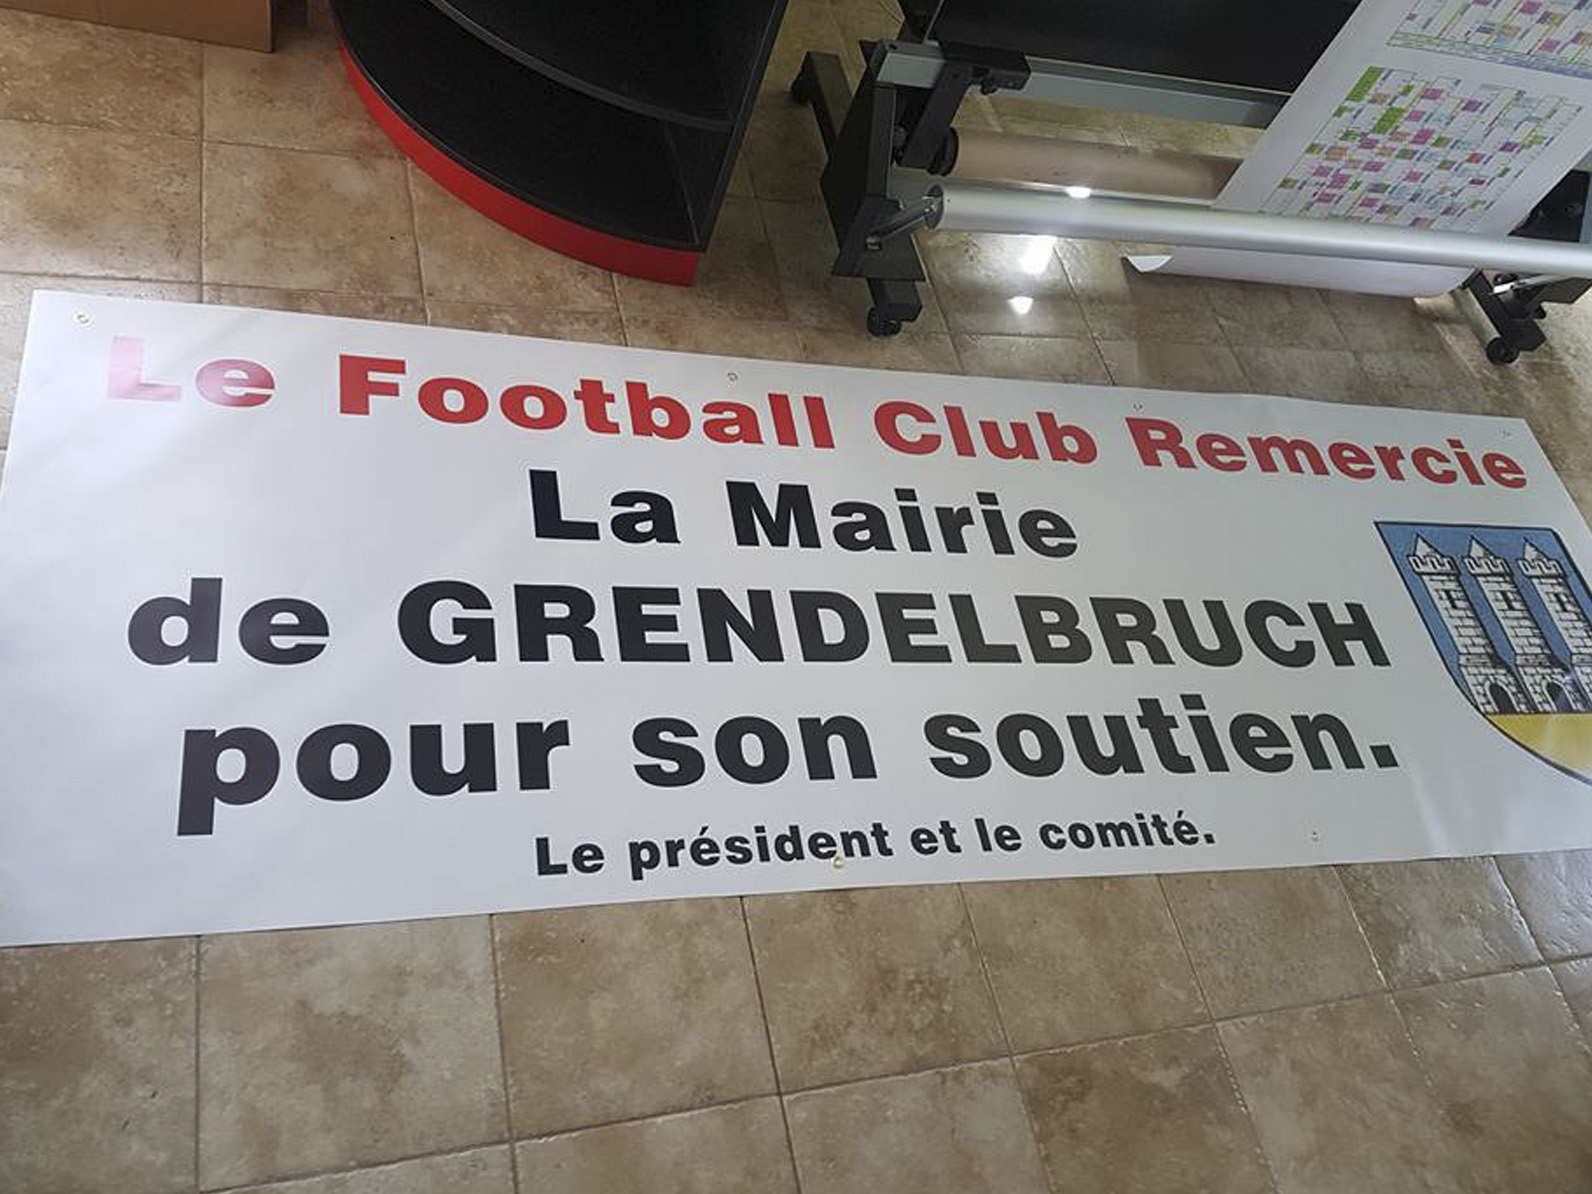 Le Football Club Remercie
La Mairie
de GRENDELBRUCH
pour son soutien.
Le président et le comité.